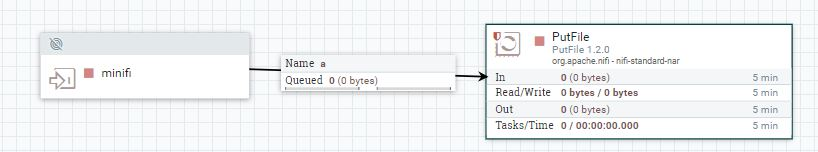 minifi
Name a
Queued 0 (0 bytes)
PutFile
PutFile 1.2.0
org.apache.nifi - nifi-standard-nar
In 0 (0 bytes) 5 min
Read/Write 0 bytes / 0 bytes 5 min
Out 0 (0 bytes) 5 min
Tasks/Time 0 / 00:00:00.000 5 min